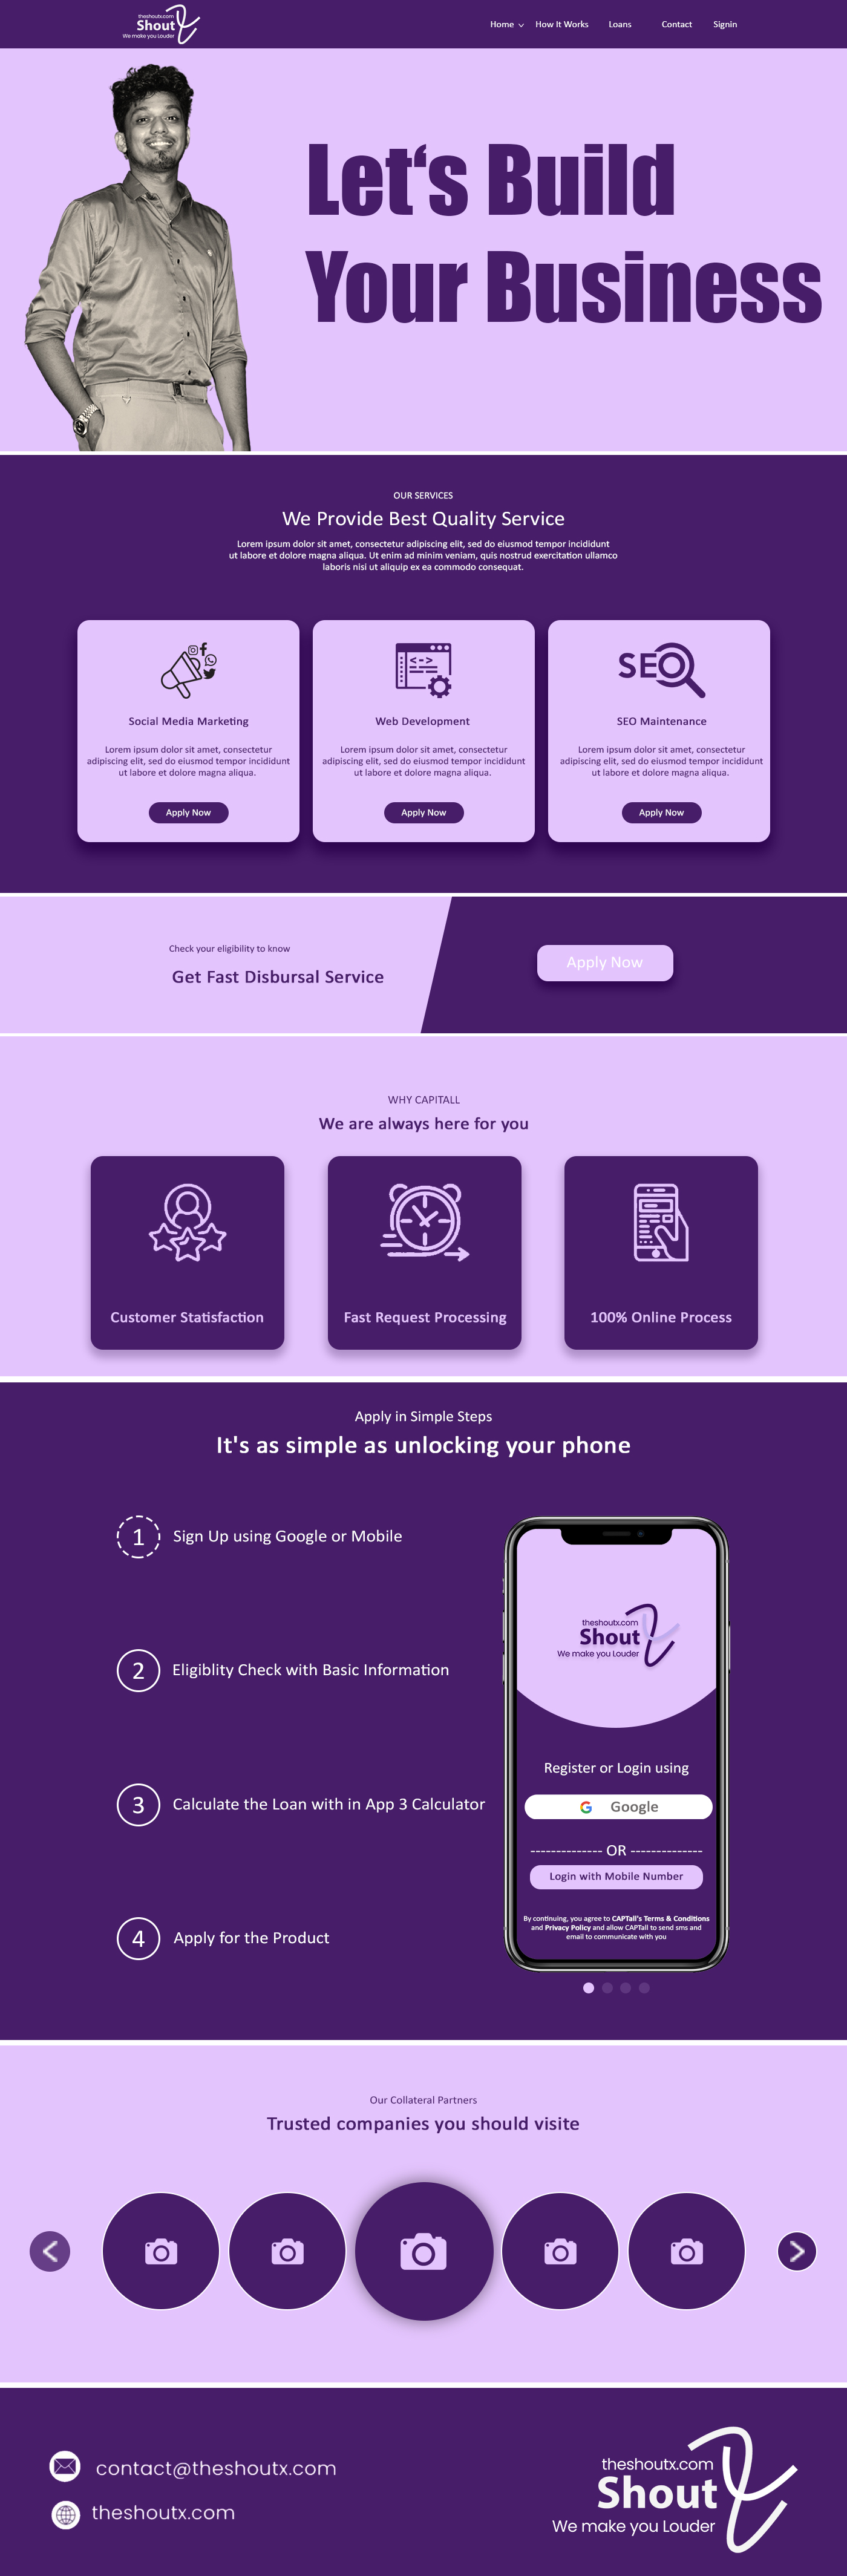 theshoutx.com
Shout
We make you Louder
Home
How It Works
Loans
Contact
Signin
Let‘s Build
Your Business
OUR SERVICES
We Provide Best Quality Service
Lorem ipsum dolor sit amet, consectetur adipiscing elit, sed do eiusmod tempor incididunt
ut labore et dolore magna aliqua. Ut enim ad minim veniam, quis nostrud exercitation ullamco
laboris nisi ut aliquip ex ea commodo consequat.
Social Media Marketing
Lorem ipsum dolor sit amet, consectetur
adipiscing elit, sed do eiusmod tempor incididunt
ut labore et dolore magna aliqua.
Apply Now
Web Development
Lorem ipsum dolor sit amet, consectetur
adipiscing elit, sed do eiusmod tempor incididunt
ut labore et dolore magna aliqua.
Apply Now
SEO
SEO Maintenance
Lorem ipsum dolor sit amet, consectetur
adipiscing elit, sed do eiusmod tempor incididunt
ut labore et dolore magna aliqua.
Apply Now
Check your eligibility to know
Get Fast Disbursal Service
Apply Now
WHY CAPITALL
We are always here for you
Customer Statisfaction
Fast Request Processing
100% Online Process
Apply in Simple Steps
It's as simple as unlocking your phone
1 Sign Up using Google or Mobile
2 Eligiblity Check with Basic Information
3 Calculate the Loan with in App 3 Calculator
4 Apply for the Product
theshoutx.com
Shout
We make you Louder
Register or Login using
Google
-------------- OR --------------
Login with Mobile Number
By continuing, you agree to CAPTall's Terms & Conditions
and Privacy Policy and allow CAPTall to send sms and
email to communicate with you
Our Collateral Partners
Trusted companies you should visite
contact@theshoutx.com
theshoutx.com
theshoutx.com
Shout
We make you Louder